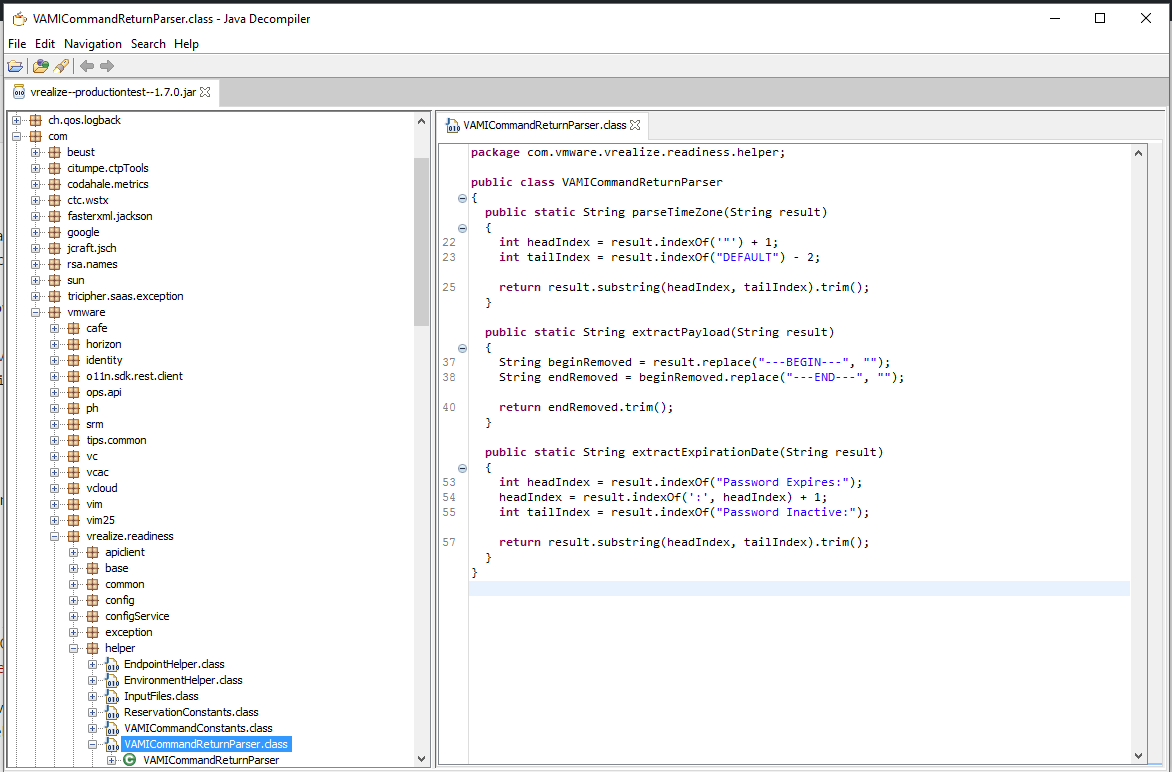 VAMICommandReturnParser.class - Java Decompiler
File Edit Navigation Search Help
vrealize--productiontest--1.7.0.jar
ch.qos.logback
com
beust
citumpe.ctpTools
codahale.metrics
ctc.wstx
fasterxml.jackson
google
jcraft.jsch
rsa.names
sun
tricipher.saas.exception
vmware
cafe
horizon
identity
o11n.sdk.rest.client
ops.api
ph
srm
tips.common
vc
vcac
vcloud
vim
vim25
vrealize.readiness
apiclient
base
common
config
configService
exception
helper
EndpointHelper.class
EnvironmentHelper.class
InputFiles.class
ReservationConstants.class
VAMICommandConstants.class
VAMICommandReturnParser.class
VAMICommandReturnParser
VAMICommandReturnParser.class
package com.vmware.vrealize.readiness.helper;
public class VAMICommandReturnParser
{
public static String parseTimeZone(String result)
{
22 int headIndex = result.indexOf('"') + 1;
23 int tailIndex = result.indexOf("DEFAULT") - 2;
25 return result.substring(headIndex, tailIndex).trim();
}
public static String extractPayload(String result)
{
37 String beginRemoved = result.replace("---BEGIN---", "");
38 String endRemoved = beginRemoved.replace("---END---", "");
40 return endRemoved.trim();
}
public static String extractExpirationDate(String result)
{
53 int headIndex = result.indexOf("Password Expires:");
54 headIndex = result.indexOf(':', headIndex) + 1;
55 int tailIndex = result.indexOf("Password Inactive:");
57 return result.substring(headIndex, tailIndex).trim();
}
}